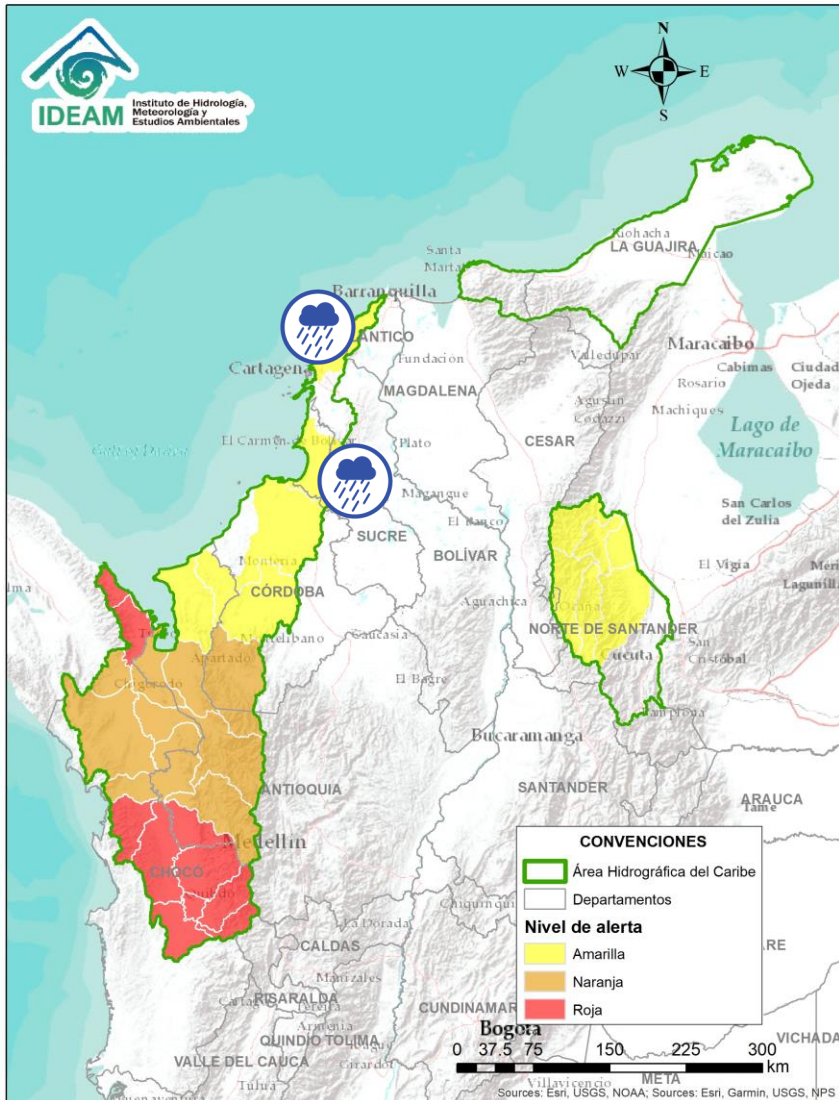 IDEAM
Instituto de Hidrología,
Meteorología y
Estudios Ambientales
N
W
E
S
Riohacha
LA GUAJIRA
Maicao
Santa
Barranquilla
Maracaibo
Fundación
Valledupar
Cabimas
Ciudad
Ojeda
Cartagena
Rosario
MAGDALENA
Agustín
Codazzi
Machiques
Lago de
Maracaibo
El Carmen de Bolívar
Plato
CESAR
Magangue
San Carlos
del Zulia
El Banco
SUCRE
BOLÍVAR
El Vigía
Montería
CÓRDOBA
Aguachica
Ocaña
NORTE DE SANTANDER
Caucasia
Apartadó
San
Cristóbal
Cúcuta
Chigorodó
El Bagre
Bucaramanga
ANTIOQUIA
SANTANDER
ARAUCA
Tame
Medellín
CHOCÓ
Quibdó
La Dorada
CALDAS
Manizales
RISARALDA
Pereira
Armenia
CUNDINAMAR
QUINDÍO
TOLIMA
Bogotá
Girardot
VALLE DEL CAUCA
Tuluá
Villavicencio
META
VICHADA
CONVENCIONES
Área Hidrográfica del Caribe
Departamentos
Nivel de alerta
Amarilla
Naranja
Roja
0 37.5 75 150 225 300
km
Sources: Esri, USGS, NOAA; Sources: Esri, Garmin, USGS, NPS